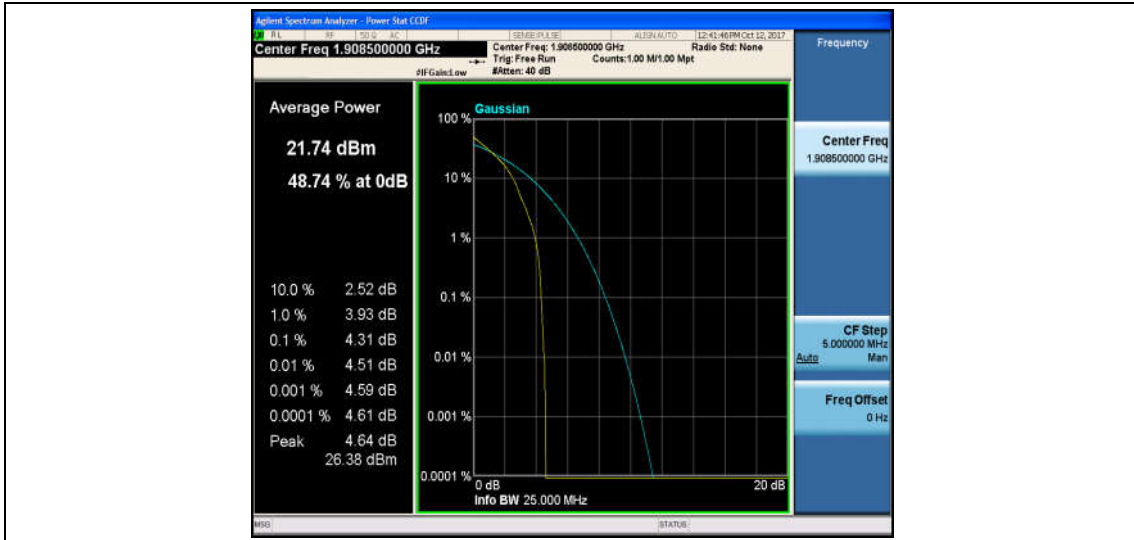 Agilent Spectrum Analyzer - Power Stat CCDF
RL RF 50 Ω AC SENSE:PULSE ALIGN AUTO 12:41:46 PM Oct 12, 2017
Center Freq 1.908500000 GHz Center Freq: 1.908500000 GHz Radio Std: None
Trig: Free Run Counts:1.00 M/1.00 Mpt
#IFGain:Low #Atten: 40 dB
Frequency
Average Power
21.74 dBm
48.74 % at 0dB
10.0 % 2.52 dB
1.0 % 3.93 dB
0.1 % 4.31 dB
0.01 % 4.51 dB
0.001 % 4.59 dB
0.0001 % 4.61 dB
Peak 4.64 dB
26.38 dBm
Gaussian
100 %
10 %
1 %
0.1 %
0.01 %
0.001 %
0.0001 %
0 dB 20 dB
Info BW 25.000 MHz
Center Freq
1.908500000 GHz
CF Step
5.000000 MHz
Auto Man
Freq Offset
0 Hz
MSG STATUS